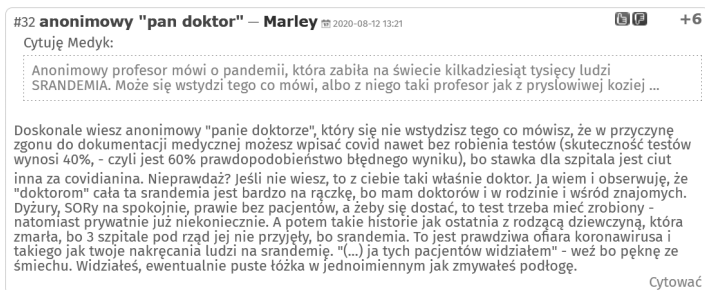 #32 anonimowy "pan doktor" — Marley 2020-08-12 13:21 +6
Cytuję Medyk:
Anonimowy profesor mówi o pandemii, która zabiła na świecie kilkadziesiąt tysięcy ludzi
SRANDEMIA. Może się wstydzi tego co mówi, albo z niego taki profesor jak z pryslowiwej koziej ...
Doskonale wiesz anonimowy "panie doktorze", który się nie wstydzisz tego co mówisz, że w przyczynę
zgonu do dokumentacji medycznej możesz wpisać covid nawet bez robienia testów (skuteczność testów
wynosi 40%, - czyli jest 60% prawdopodobieństwo błędnego wyniku), bo stawka dla szpitala jest ciut
inna za covidianina. Nieprawdaż? Jeśli nie wiesz, to z ciebie taki właśnie doktor. Ja wiem i obserwuję, że
"doktorom" cała ta srandemia jest bardzo na rączkę, bo mam doktorów i w rodzinie i wśród znajomych.
Dyżury, SORy na spokojnie, prawie bez pacjentów, a żeby się dostać, to test trzeba mieć zrobiony -
natomiast prywatnie już niekoniecznie. A potem takie historie jak ostatnia z rodzącą dziewczyną, która
zmarła, bo 3 szpitale pod rząd jej nie przyjęły, bo srandemia. To jest prawdziwa ofiara koronawirusa i
takiego jak twoje nakręcania ludzi na srandemię. "(...) ja tych pacjentów widziałem" - weź bo pęknę ze
śmiechu. Widziałeś, ewentualnie puste łóżka w jednoimiennym jak zmywałeś podłogę.
Cytować